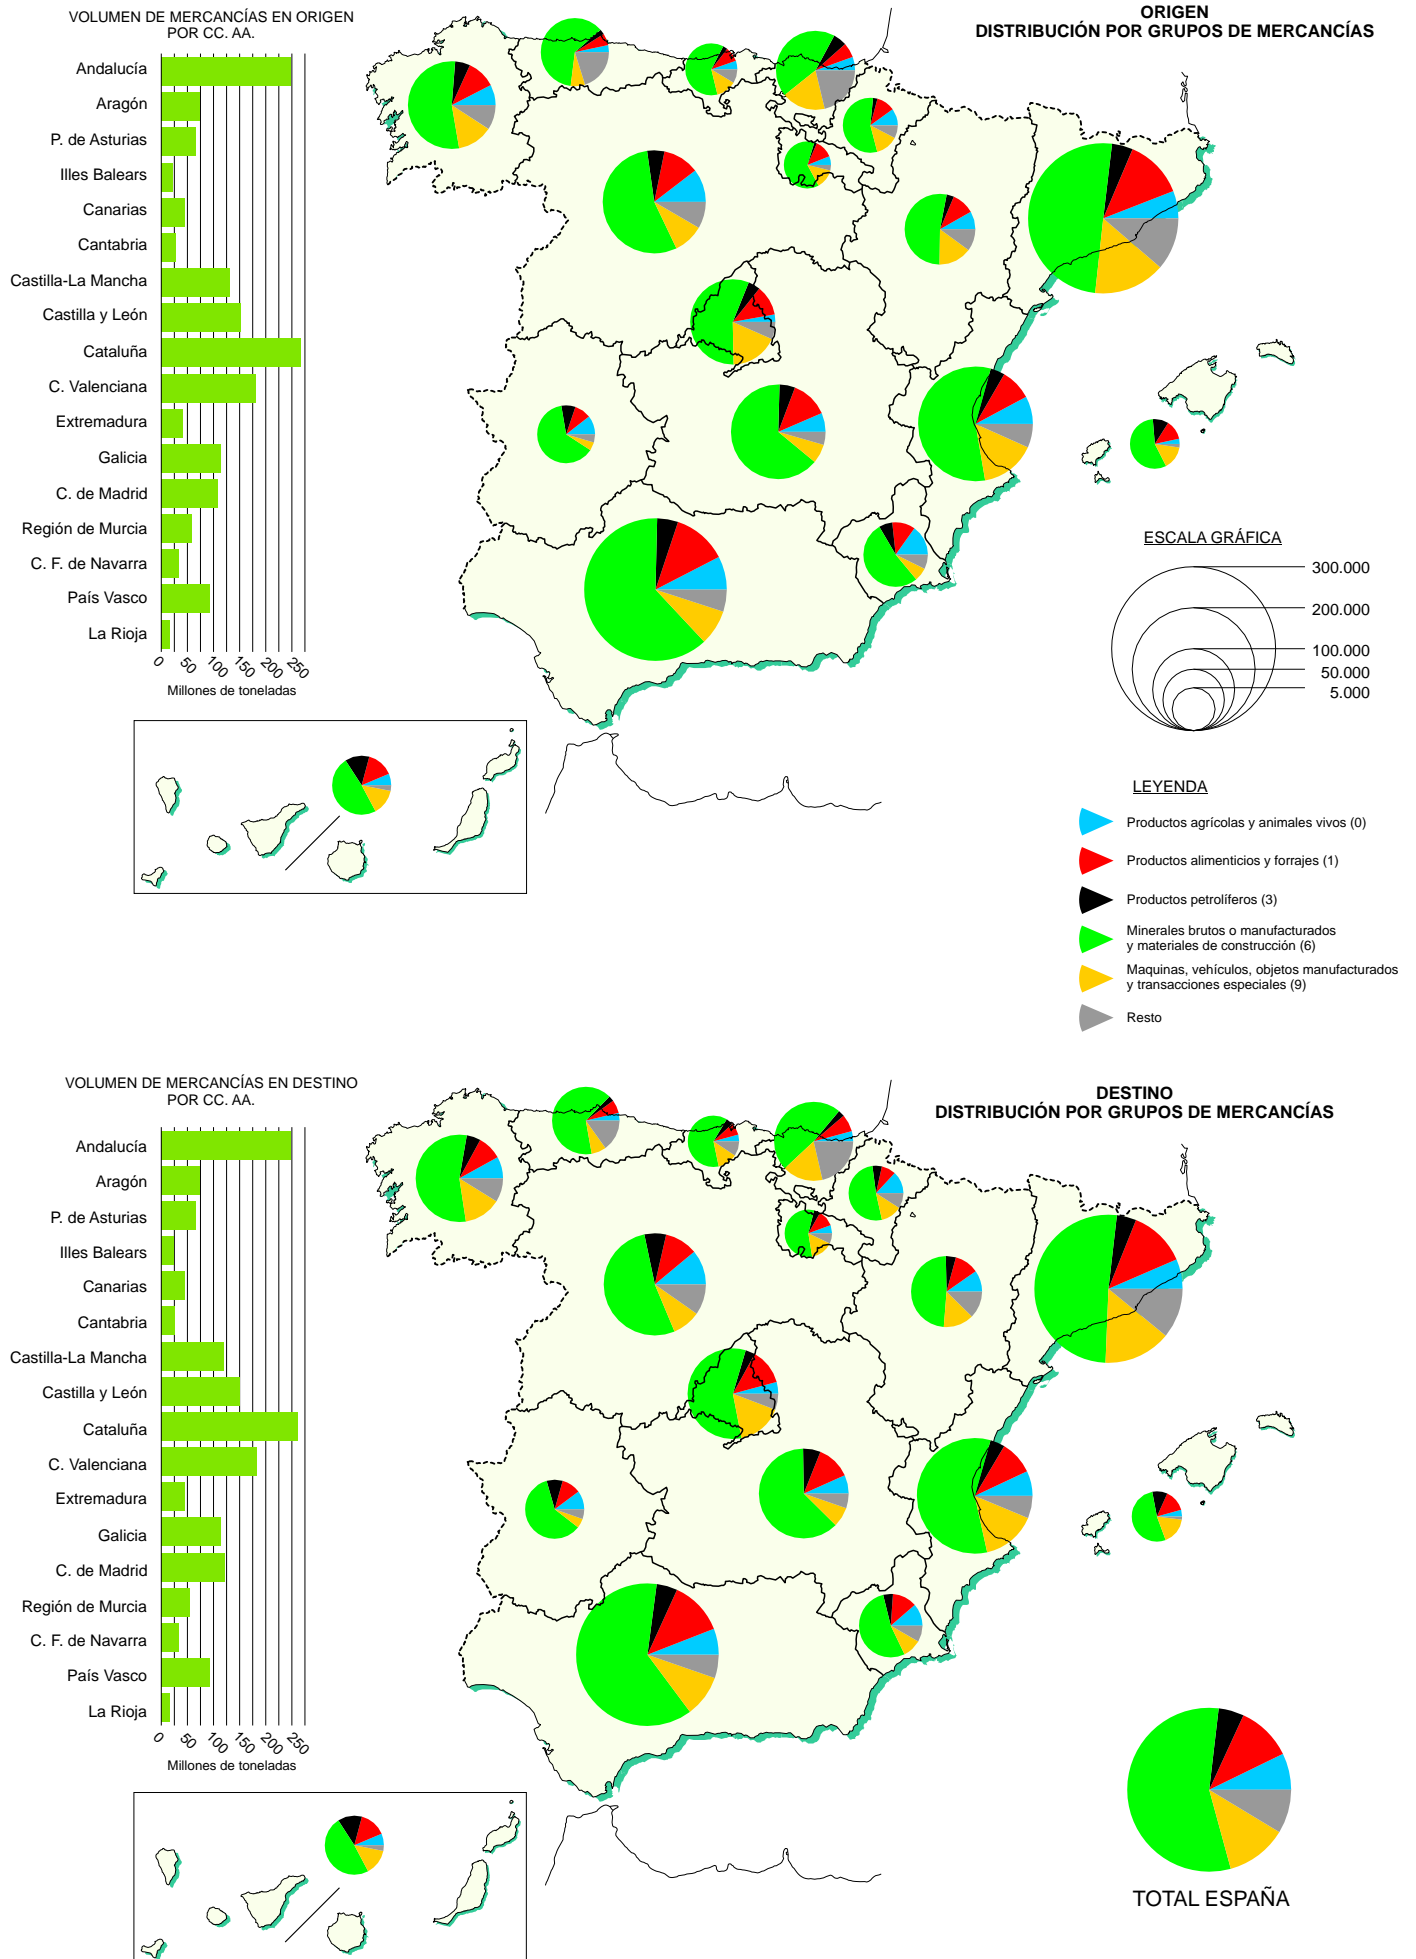 VOLUMEN DE MERCANCÍAS EN ORIGEN
POR CC. AA.
Andalucía
Aragón
P. de Asturias
Illes Balears
Canarias
Cantabria
Castilla-La Mancha
Castilla y León
Cataluña
C. Valenciana
Extremadura
Galicia
C. de Madrid
Región de Murcia
C. F. de Navarra
País Vasco
La Rioja
0 50 100 150 200 250
Millones de toneladas
ORIGEN
DISTRIBUCIÓN POR GRUPOS DE MERCANCÍAS
ESCALA GRÁFICA
300.000
200.000
100.000
50.000
5.000
LEYENDA
Productos agrícolas y animales vivos (0)
Productos alimenticios y forrajes (1)
Productos petrolíferos (3)
Minerales brutos o manufacturados
y materiales de construcción (6)
Maquinas, vehículos, objetos manufacturados
y transacciones especiales (9)
Resto
VOLUMEN DE MERCANCÍAS EN DESTINO
POR CC. AA.
Andalucía
Aragón
P. de Asturias
Illes Balears
Canarias
Cantabria
Castilla-La Mancha
Castilla y León
Cataluña
C. Valenciana
Extremadura
Galicia
C. de Madrid
Región de Murcia
C. F. de Navarra
País Vasco
La Rioja
0 50 100 150 200 250
Millones de toneladas
DESTINO
DISTRIBUCIÓN POR GRUPOS DE MERCANCÍAS
TOTAL ESPAÑA